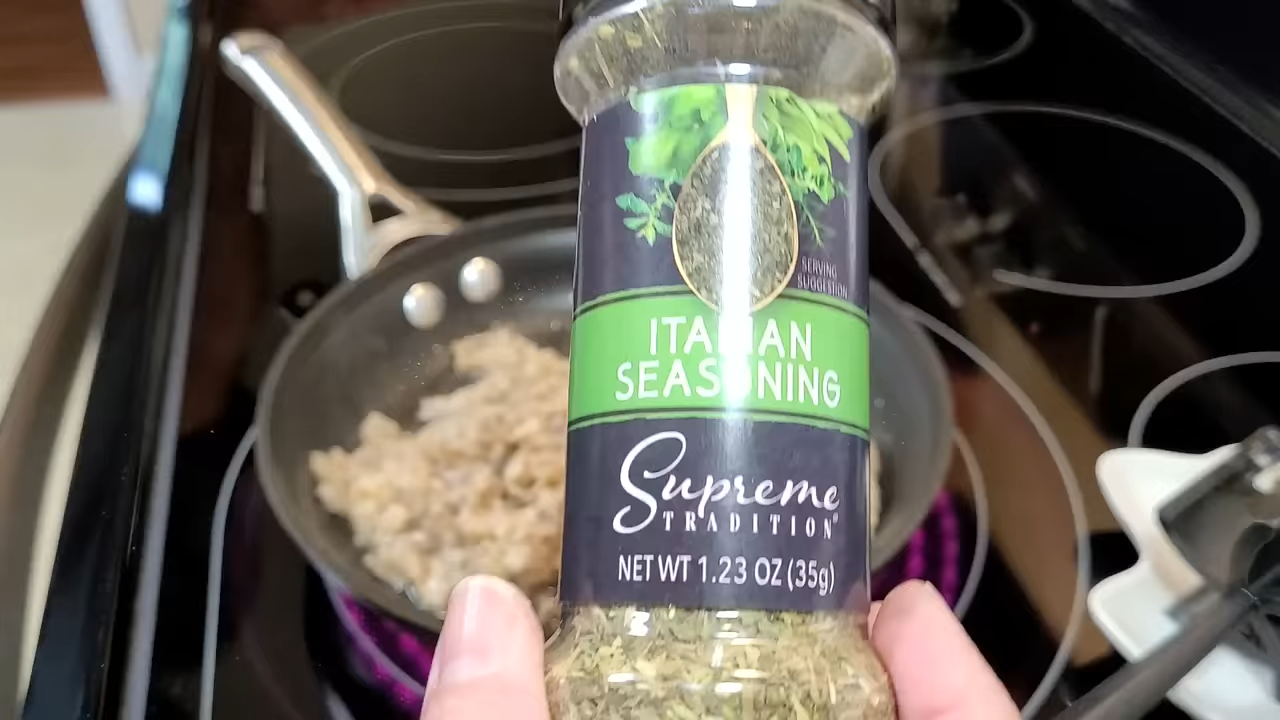 SERVING
SUGGESTION
ITALIAN
SEASONING
Supreme
TRADITION®
NET WT 1.23 OZ (35g)